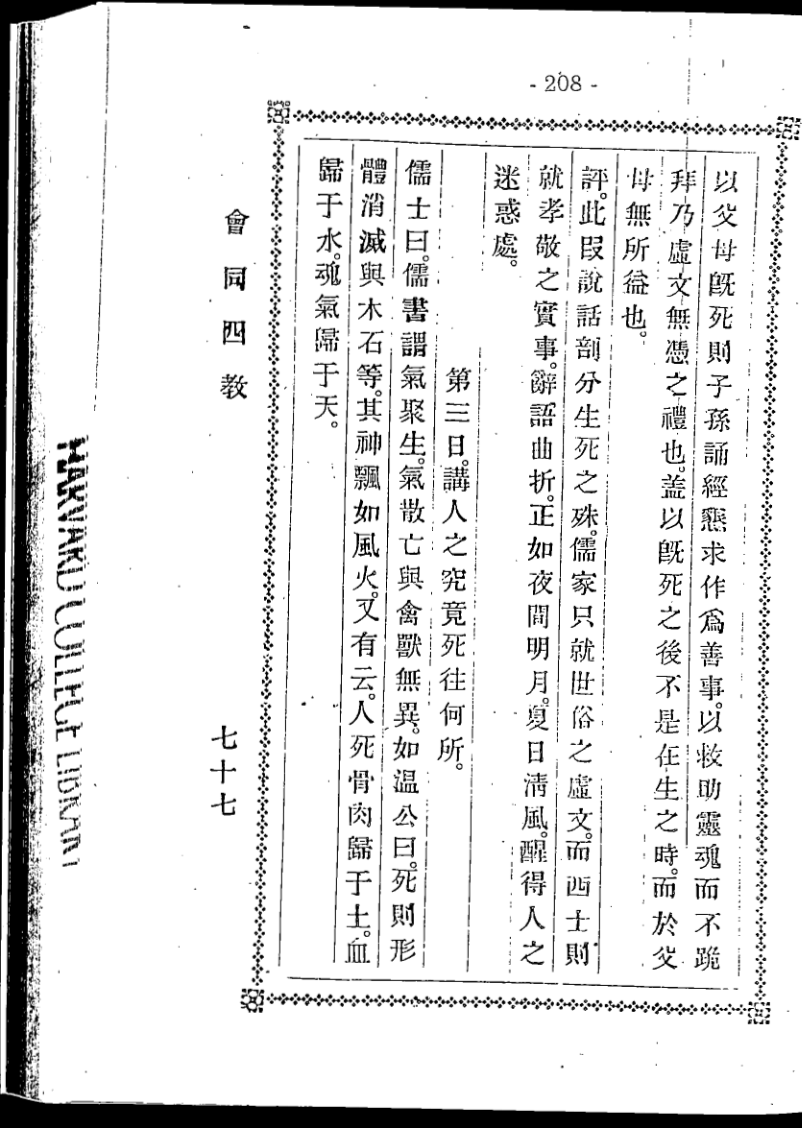 - 208 -
以父母既死則子孫誦經懇求作爲善事。以救助靈魂而不跪
拜乃虛文無憑之禮也。盖以既死之後不是在生之時。而於父
母無所益也。
評。此叚說話剖分生死之殊。儒家只就世俗之虛文。而西士則
就孝敬之實事。辭語曲折。正如夜間明月。夏日淸風。醒得人之
迷惑處。
第三日。講人之究竟死往何所。
儒士曰。儒書謂氣聚生。氣散亡與禽獸無異。如温公曰。死則形
體消滅與木石等。其神飄如風火。又有云。人死骨肉歸于土。血
歸于水。魂氣歸于天。
會同四教
七十七
HARVARD COLLEGE LIBRARY